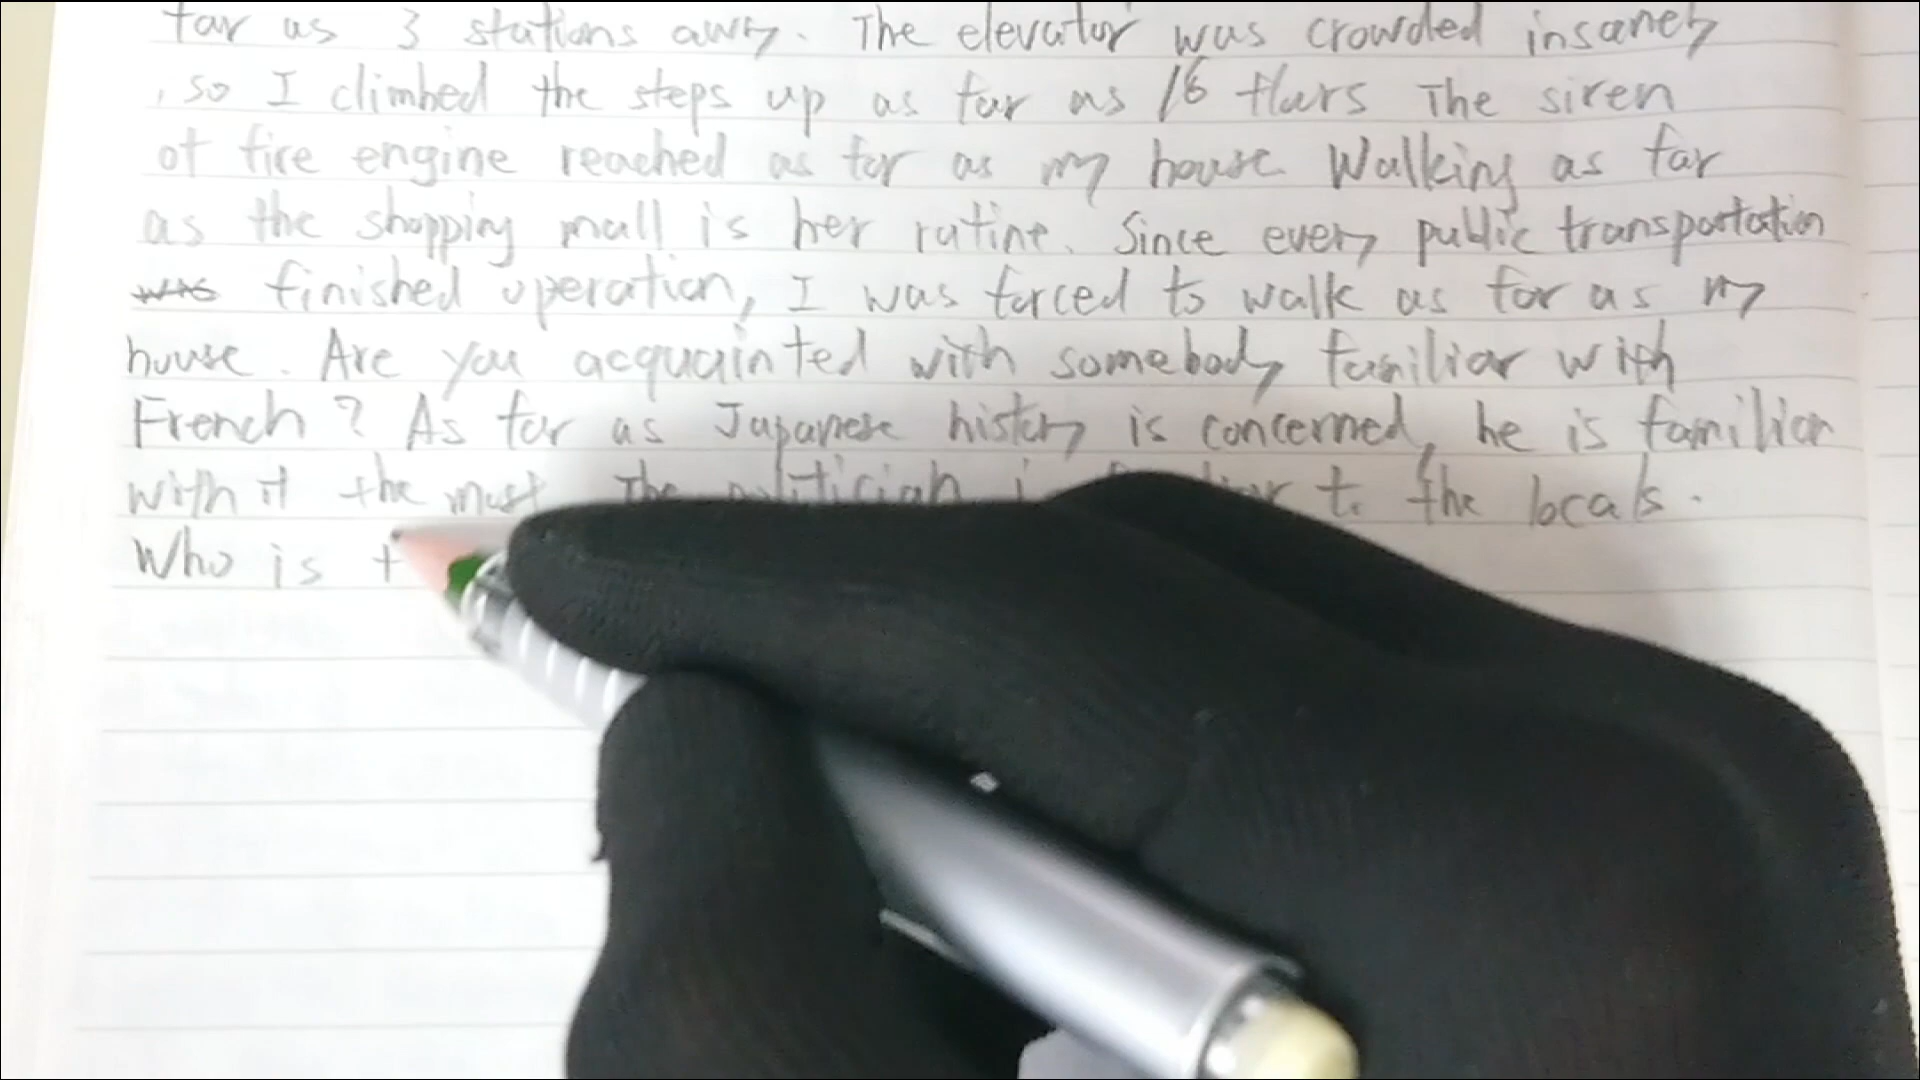 far as 3 stations away. The elevator was crowded insanely
, so I climbed the steps up as far as 16 floors The siren
of fire engine reached as far as my house. Walking as far
as the shopping mall is her rutine. Since every public transportation
finished operation, I was forced to walk as far as my
house. Are you acquainted with somebody familiar with
French? As far as Japanese history is concerned, he is familiar
with it the most. The politician is to the locals.
Who is